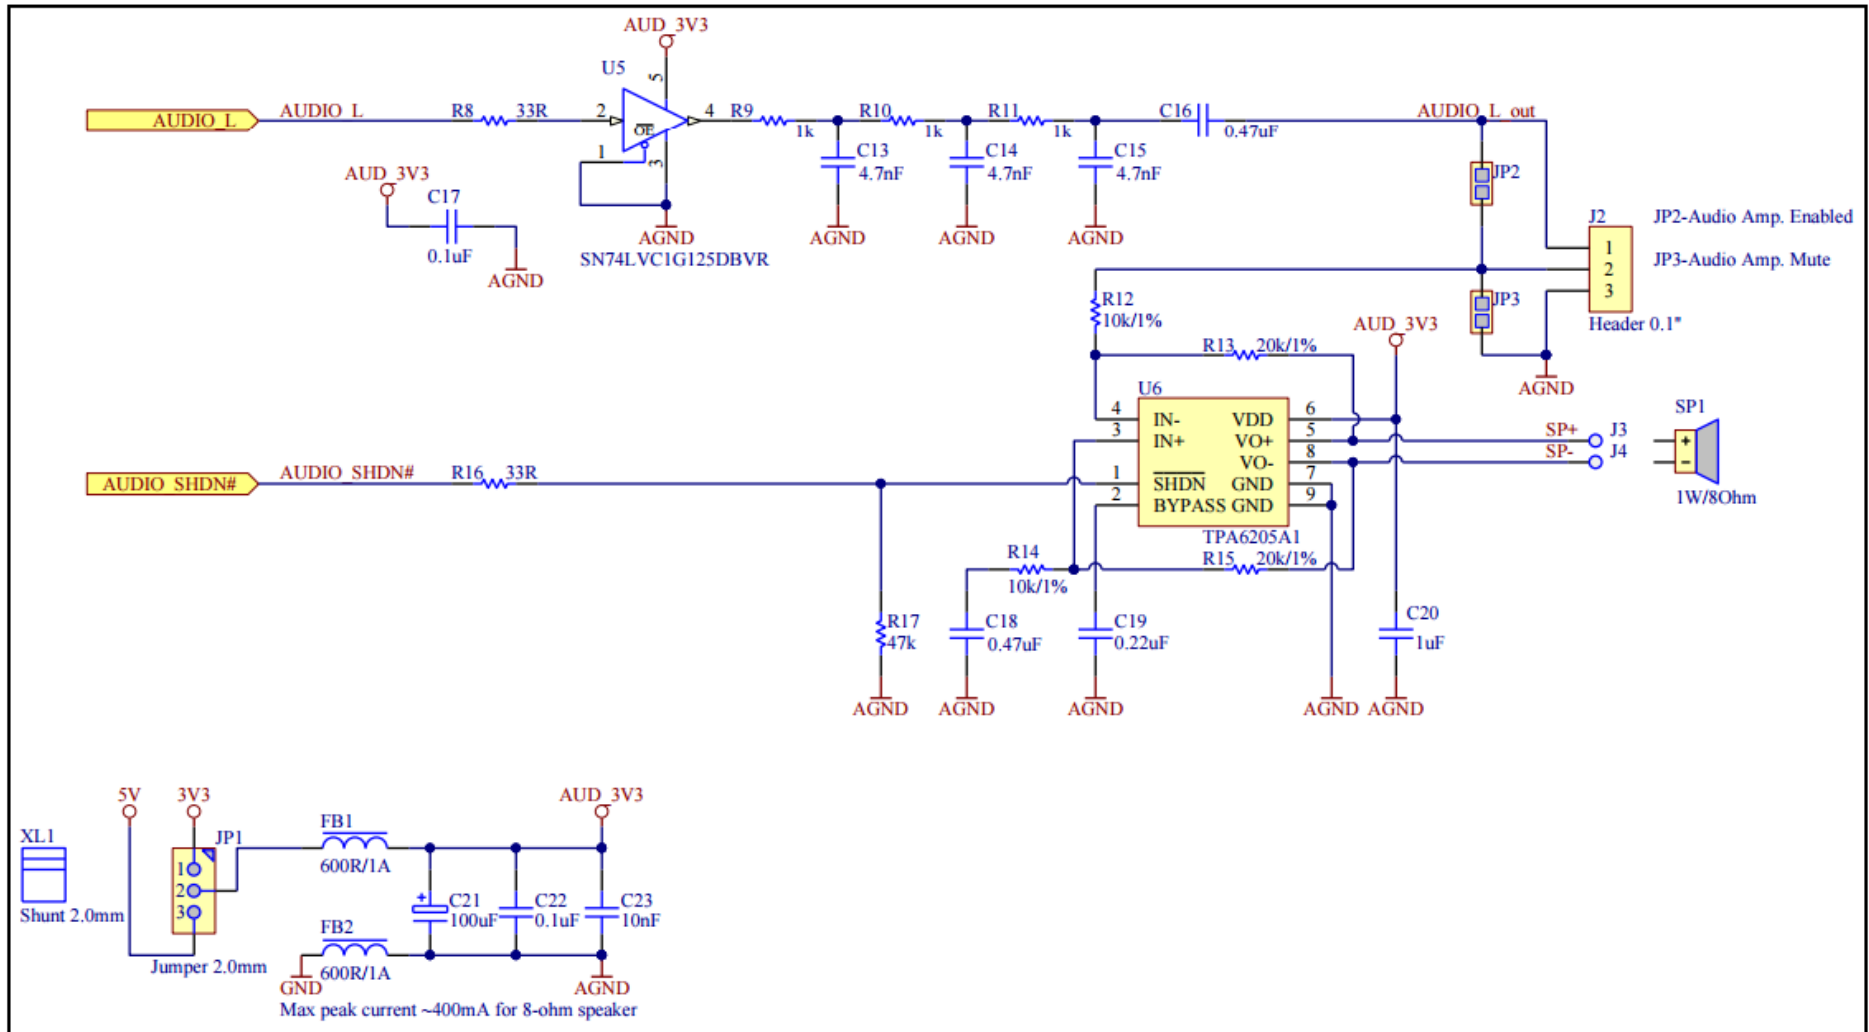 AUD_3V3
U5
5
AUDIO_L
AUDIO_L
R8 33R
2
OE
4
R9
1k
R10
1k
R11
1k
C16
0.47uF
AUDIO_L_out
1
3
C13
4.7nF
C14
4.7nF
C15
4.7nF
JP2
AUD_3V3
C17
0.1uF
AGND
AGND
SN74LVC1G125DBVR
AGND
AGND
AGND
J2
1
2
3
Header 0.1"
JP2-Audio Amp. Enabled
JP3-Audio Amp. Mute
R12
10k/1%
JP3
AUD_3V3
R13 20k/1%
AGND
U6
4 IN- VDD 6
3 IN+ VO+ 5
VO- 8
1 SHDN GND 7
2 BYPASS GND 9
TPA6205A1
SP+ J3
SP- J4
SP1
+
-
1W/8Ohm
AUDIO_SHDN#
AUDIO_SHDN#
R16 33R
R14
10k/1%
R15 20k/1%
R17
47k
C18
0.47uF
C19
0.22uF
C20
1uF
AGND
AGND
AGND
AGND
AGND
5V
3V3
AUD_3V3
XL1
Shunt 2.0mm
JP1
1
2
3
Jumper 2.0mm
FB1
600R/1A
+
C21
100uF
C22
0.1uF
C23
10nF
FB2
600R/1A
GND
AGND
Max peak current ~400mA for 8-ohm speaker